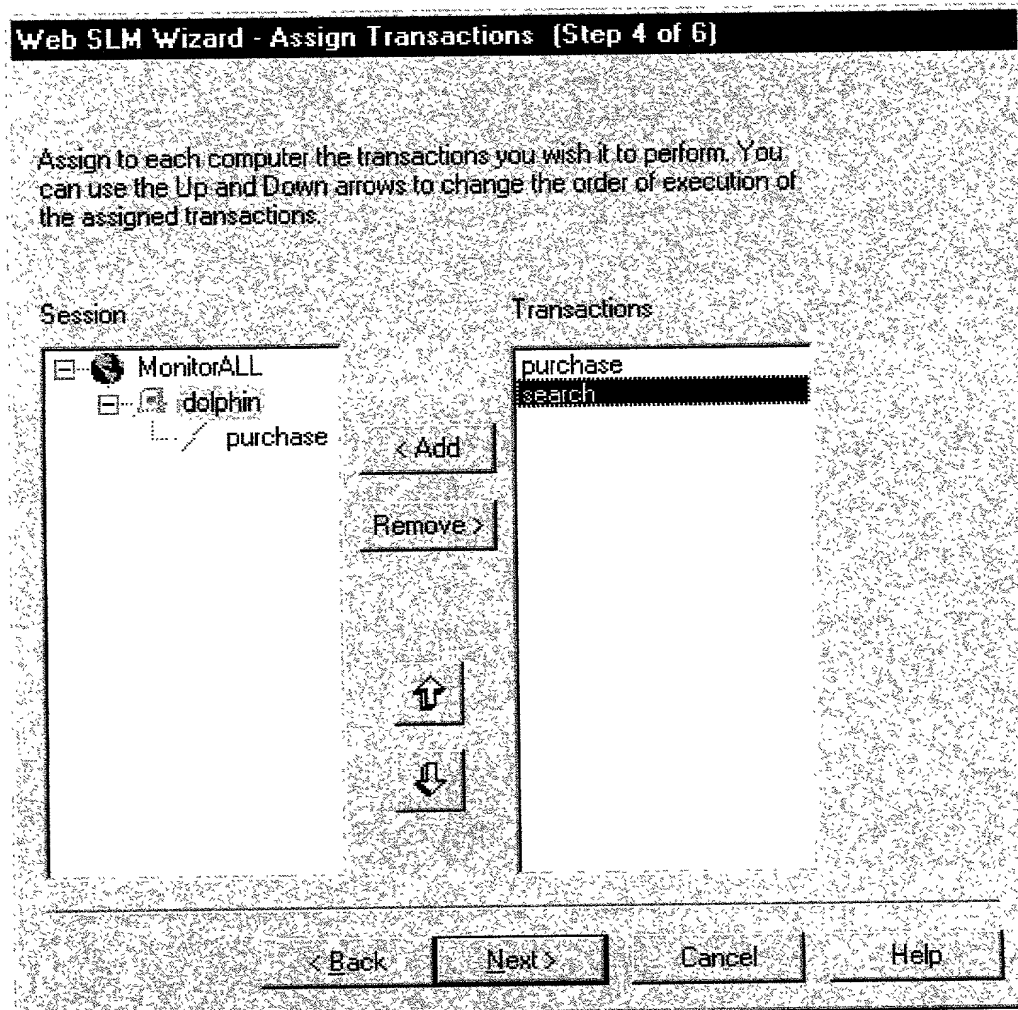 Web SLM Wizard - Assign Transactions (Step 4 of 6)
Assign to each computer the transactions you wish it to perform. You
can use the Up and Down arrows to change the order of execution of
the assigned transactions.
Session
Transactions
MonitorALL
dolphin
purchase
< Add
Remove >
purchase
search
< Back
Next >
Cancel
Help